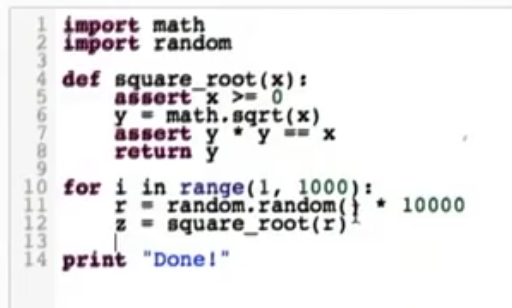 1 import math
2 import random
3
4 def square_root(x):
5     assert x >= 0
6     y = math.sqrt(x)
7     assert y * y == x
8     return y
9
10 for i in range(1, 1000):
11     r = random.random() * 10000
12     z = square_root(r)
13
14 print "Done!"